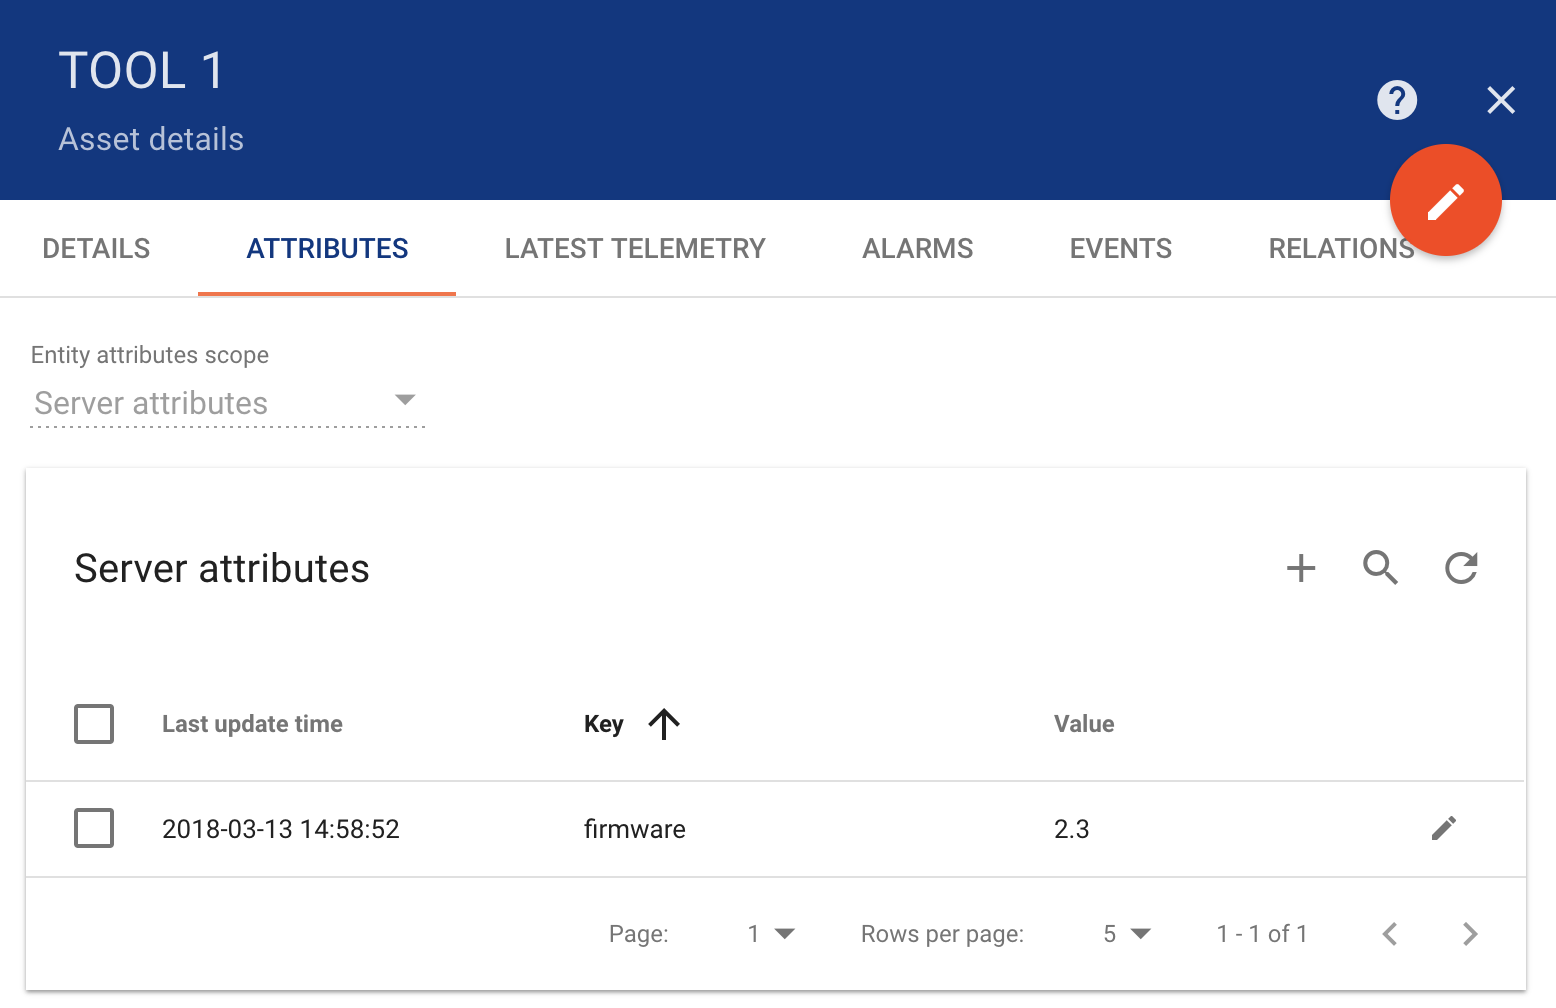 TOOL 1
Asset details
DETAILS ATTRIBUTES LATEST TELEMETRY ALARMS EVENTS RELATIONS
Entity attributes scope
Server attributes
Server attributes
Last update time Key Value
2018-03-13 14:58:52 firmware 2.3
Page: 1 Rows per page: 5 1 - 1 of 1